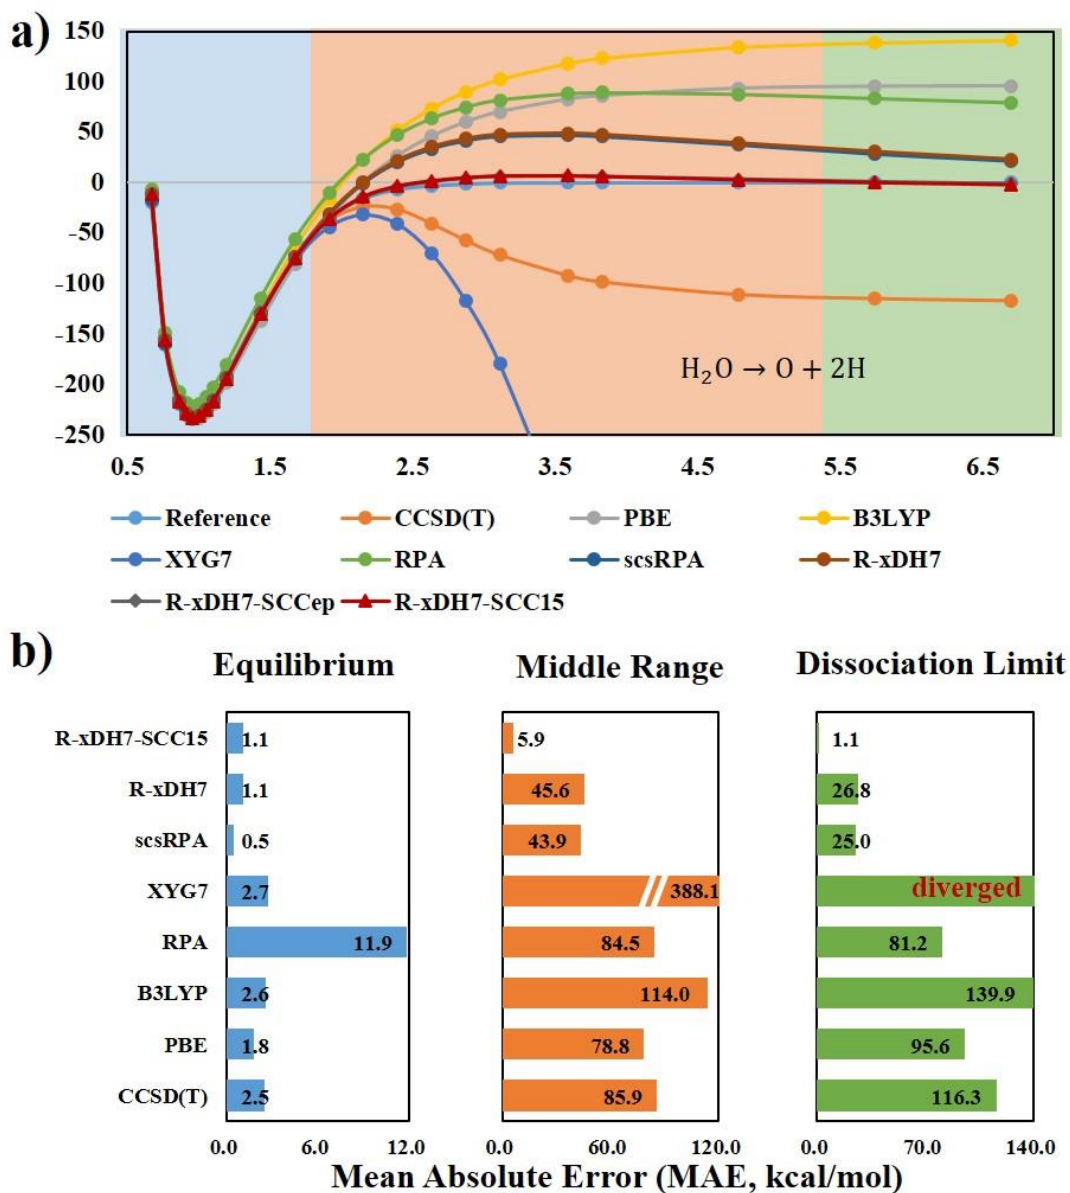 a)
150
100
50
0
-50
-100
-150
-200
-250
H₂O → O + 2H
0.5 1.5 2.5 3.5 4.5 5.5 6.5
Reference CCSD(T) PBE B3LYP
XYG7 RPA scsRPA R-xDH7
R-xDH7-SCCep R-xDH7-SCC15
b)
Equilibrium Middle Range Dissociation Limit
R-xDH7-SCC15 1.1 5.9 1.1
R-xDH7 1.1 45.6 26.8
scsRPA 0.5 43.9 25.0
XYG7 2.7 388.1 diverged
RPA 11.9 84.5 81.2
B3LYP 2.6 114.0 139.9
PBE 1.8 78.8 95.6
CCSD(T) 2.5 85.9 116.3
0.0 6.0 12.0 0.0 60.0 120.0 0.0 70.0 140.0
Mean Absolute Error (MAE, kcal/mol)